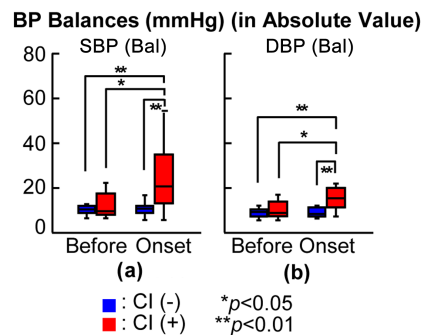 BP Balances (mmHg) (in Absolute Value)
SBP (Bal) DBP (Bal)
80
60
40
20
0
** 
*
**
**
*
**
Before Onset Before Onset
(a) (b)
: CI (-) *p<0.05
: CI (+) **p<0.01